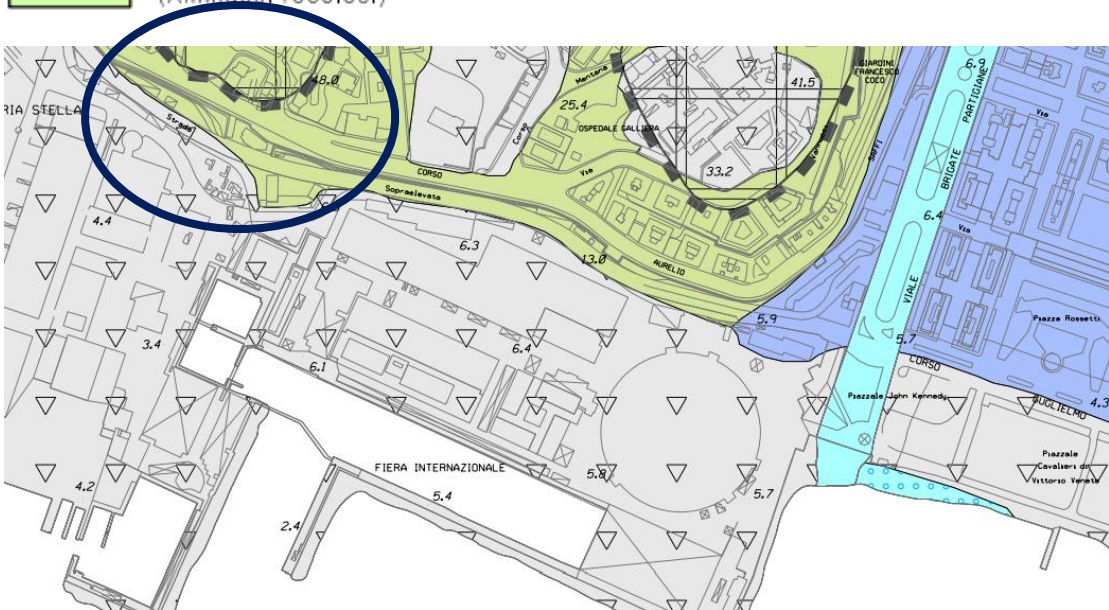 48.0
41.5
GIARDINI
FRANCESCO
COCO
6.9
PARTIGIANE
RIA STELLA
Strada
Mentana
25.4
OSPEDALE GALLIERA
Corso
Via
SAFFI
BRIGATE
CORSO
Via
33.2
Sopraelevata
4.4
6.3
6.4
Via
AURELIO
13.0
VIALE
3.4
6.4
5.9
5.7
Piazza Rossetti
6.1
CORSO
Piazzale John Kennedy
GUGLIELMO
4.3
FIERA INTERNAZIONALE
5.8
Piazzale
Cavalieri di
Vittorio Veneto
4.2
5.4
5.7
2.4